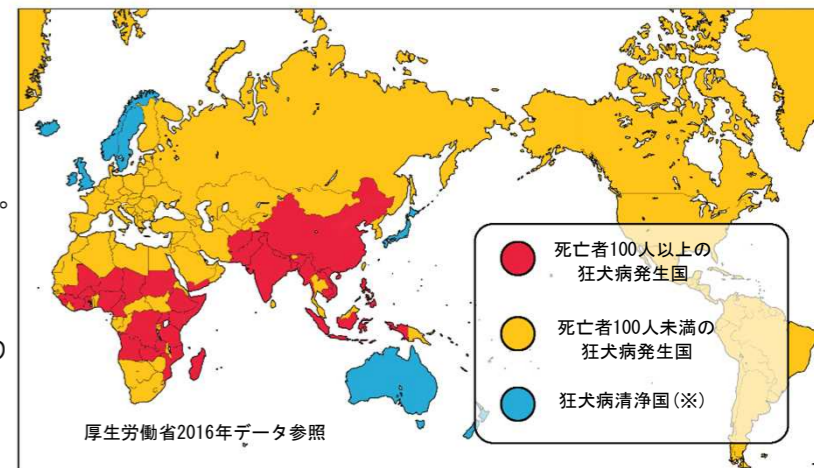 。
の
死亡者100人以上の
狂犬病発生国
死亡者100人未満の
狂犬病発生国
狂犬病清浄国(※)
厚生労働省2016年データ参照